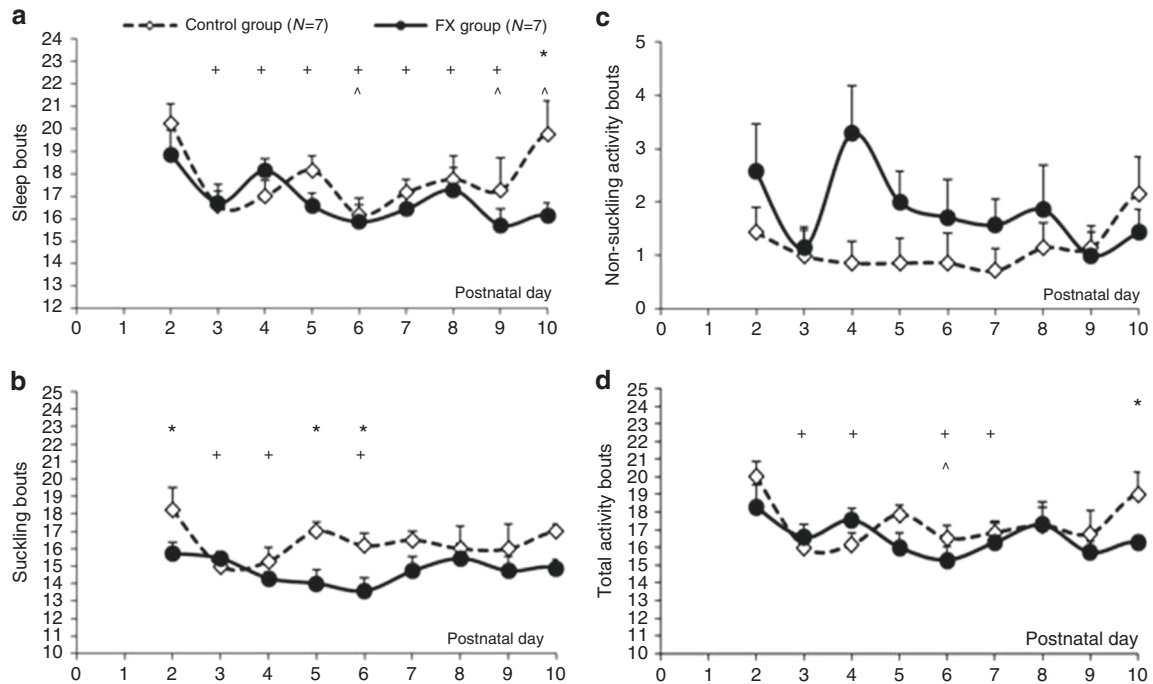 a
Control group (N=7)
FX group (N=7)
Sleep bouts
24
23
22
21
20
19
18
17
16
15
14
13
12
+ + + + + + + *
^ ^ ^
Postnatal day
0 1 2 3 4 5 6 7 8 9 10
c
Non-suckling activity bouts
5
4
3
2
1
0
Postnatal day
0 1 2 3 4 5 6 7 8 9 10
b
Suckling bouts
25
24
23
22
21
20
19
18
17
16
15
14
13
12
11
10
* * *
+ + +
Postnatal day
0 1 2 3 4 5 6 7 8 9 10
d
Total activity bouts
25
24
23
22
21
20
19
18
17
16
15
14
13
12
11
10
*
+ + + +
^
Postnatal day
0 1 2 3 4 5 6 7 8 9 10